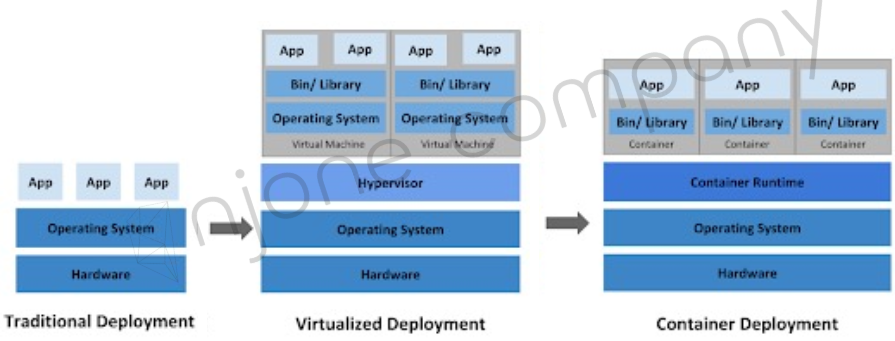 App App App
Operating System
Hardware
Traditional Deployment
App App App App
Bin/ Library Bin/ Library
Operating System Operating System
Virtual Machine Virtual Machine
Hypervisor
Operating System
Hardware
Virtualized Deployment
App App App
Bin/ Library Bin/ Library Bin/ Library
Container Container Container
Container Runtime
Operating System
Hardware
Container Deployment
njone company